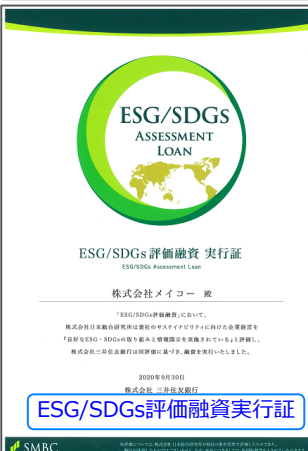 ESG/SDGs
ASSESSMENT
LOAN
ESG/SDGs 評価融資 実行証
ESG/SDGs Assessment Loan
株式会社メイコー 殿
「ESG/SDGs評価融資」において、
株式会社日本総合研究所は貴社のサステイナビリティに向けた企業経営を
『良好なESG・SDGsの取り組みと情報開示を実施されている』と評価し、
株式会社三井住友銀行は同評価に基づき、融資を実行いたしました。
2020年9月30日
株式会社 三井住友銀行
ESG/SDGs評価融資実行証
SMBC